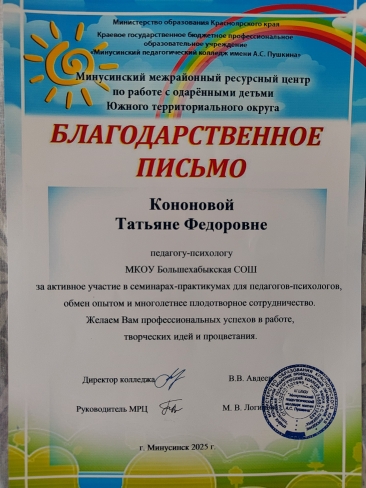 Министерство образования Красноярского края
Краевое государственное бюджетное профессиональное
образовательное учреждение
«Минусинский педагогический колледж имени А.С. Пушкина»
Минусинский межрайонный ресурсный центр
по работе с одарёнными детьми
Южного территориального округа
БЛАГОДАРСТВЕННОЕ
ПИСЬМО
Кононовой
Татьяне Федоровне
педагогу-психологу
МКОУ Большехабыкская СОШ
за активное участие в семинарах-практикумах для педагогов-психологов,
обмен опытом и многолетнее плодотворное сотрудничество.
Желаем Вам профессиональных успехов в работе,
творческих идей и процветания.
Директор колледжа В.В.
Руководитель МРЦ М. В.
г. Минусинск 2025 г.